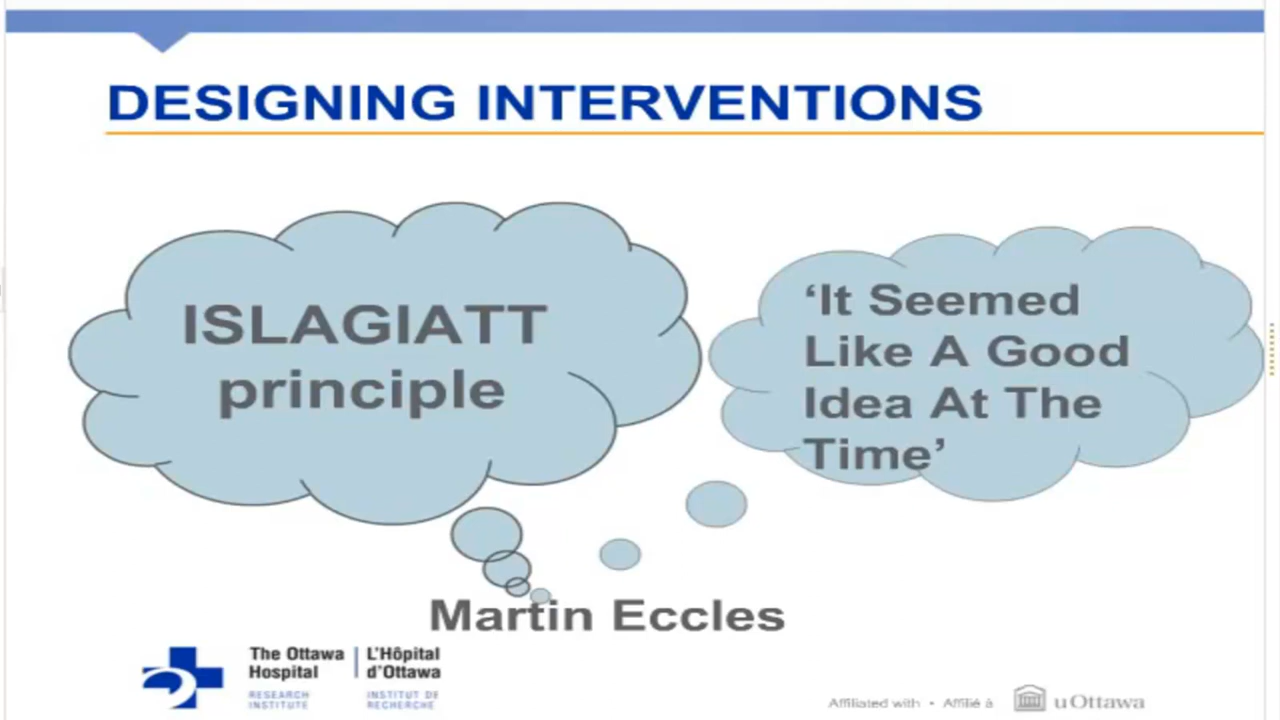 DESIGNING INTERVENTIONS
ISLAGIATT
principle
‘It Seemed
Like A Good
Idea At The
Time’
Martin Eccles
The Ottawa
Hospital
RESEARCH
INSTITUTE
L’Hôpital
d’Ottawa
INSTITUT DE
RECHERCHE
Affiliated with • Affilié à
uOttawa